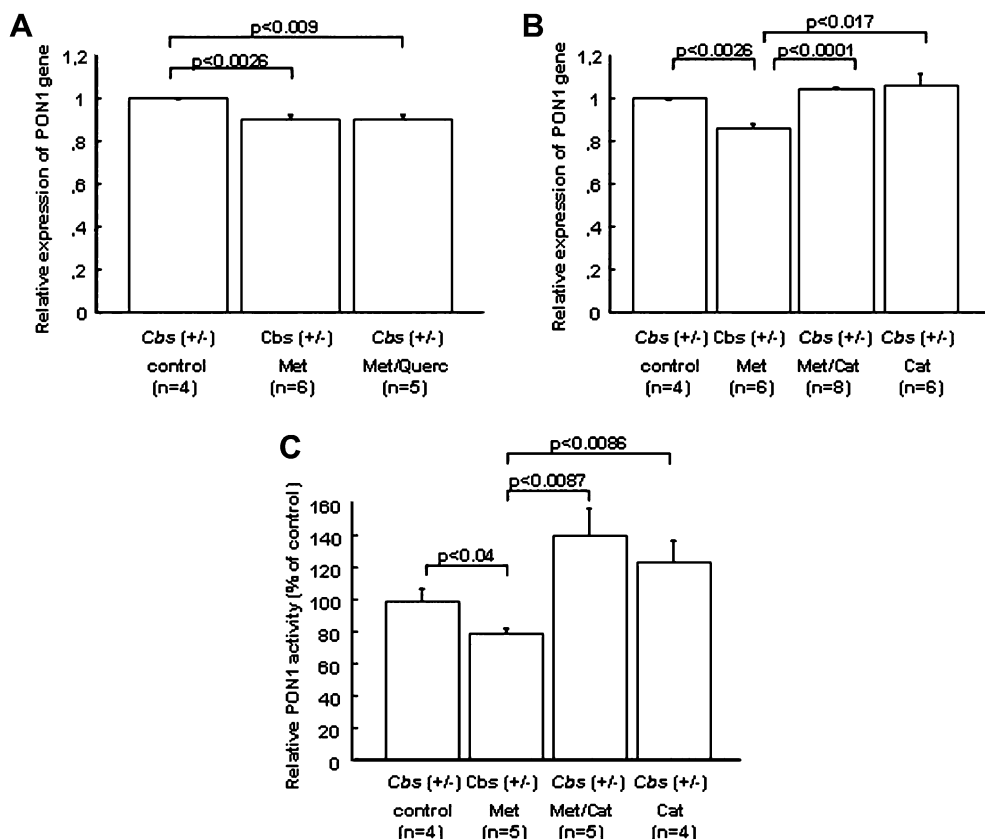 A
p<0.009
p<0.0026
1,2
1
,8
,6
,4
,2
0
Relative expression of PON1 gene
Cbs (+/-) Cbs (+/-) Cbs (+/-)
control Met Met/Querc
(n=4) (n=6) (n=5)
B
p<0.017
p<0.0026 p<0.0001
1,2
1
,8
,6
,4
,2
0
Relative expression of PON1 gene
Cbs (+/-) Cbs (+/-) Cbs (+/-) Cbs (+/-)
control Met Met/Cat Cat
(n=4) (n=6) (n=8) (n=6)
C
p<0.0086
p<0.0087
p<0.04
160
140
120
100
80
60
40
20
0
Relative PON1 activity (% of control)
Cbs (+/-) Cbs (+/-) Cbs (+/-) Cbs (+/-)
control Met Met/Cat Cat
(n=4) (n=5) (n=5) (n=4)